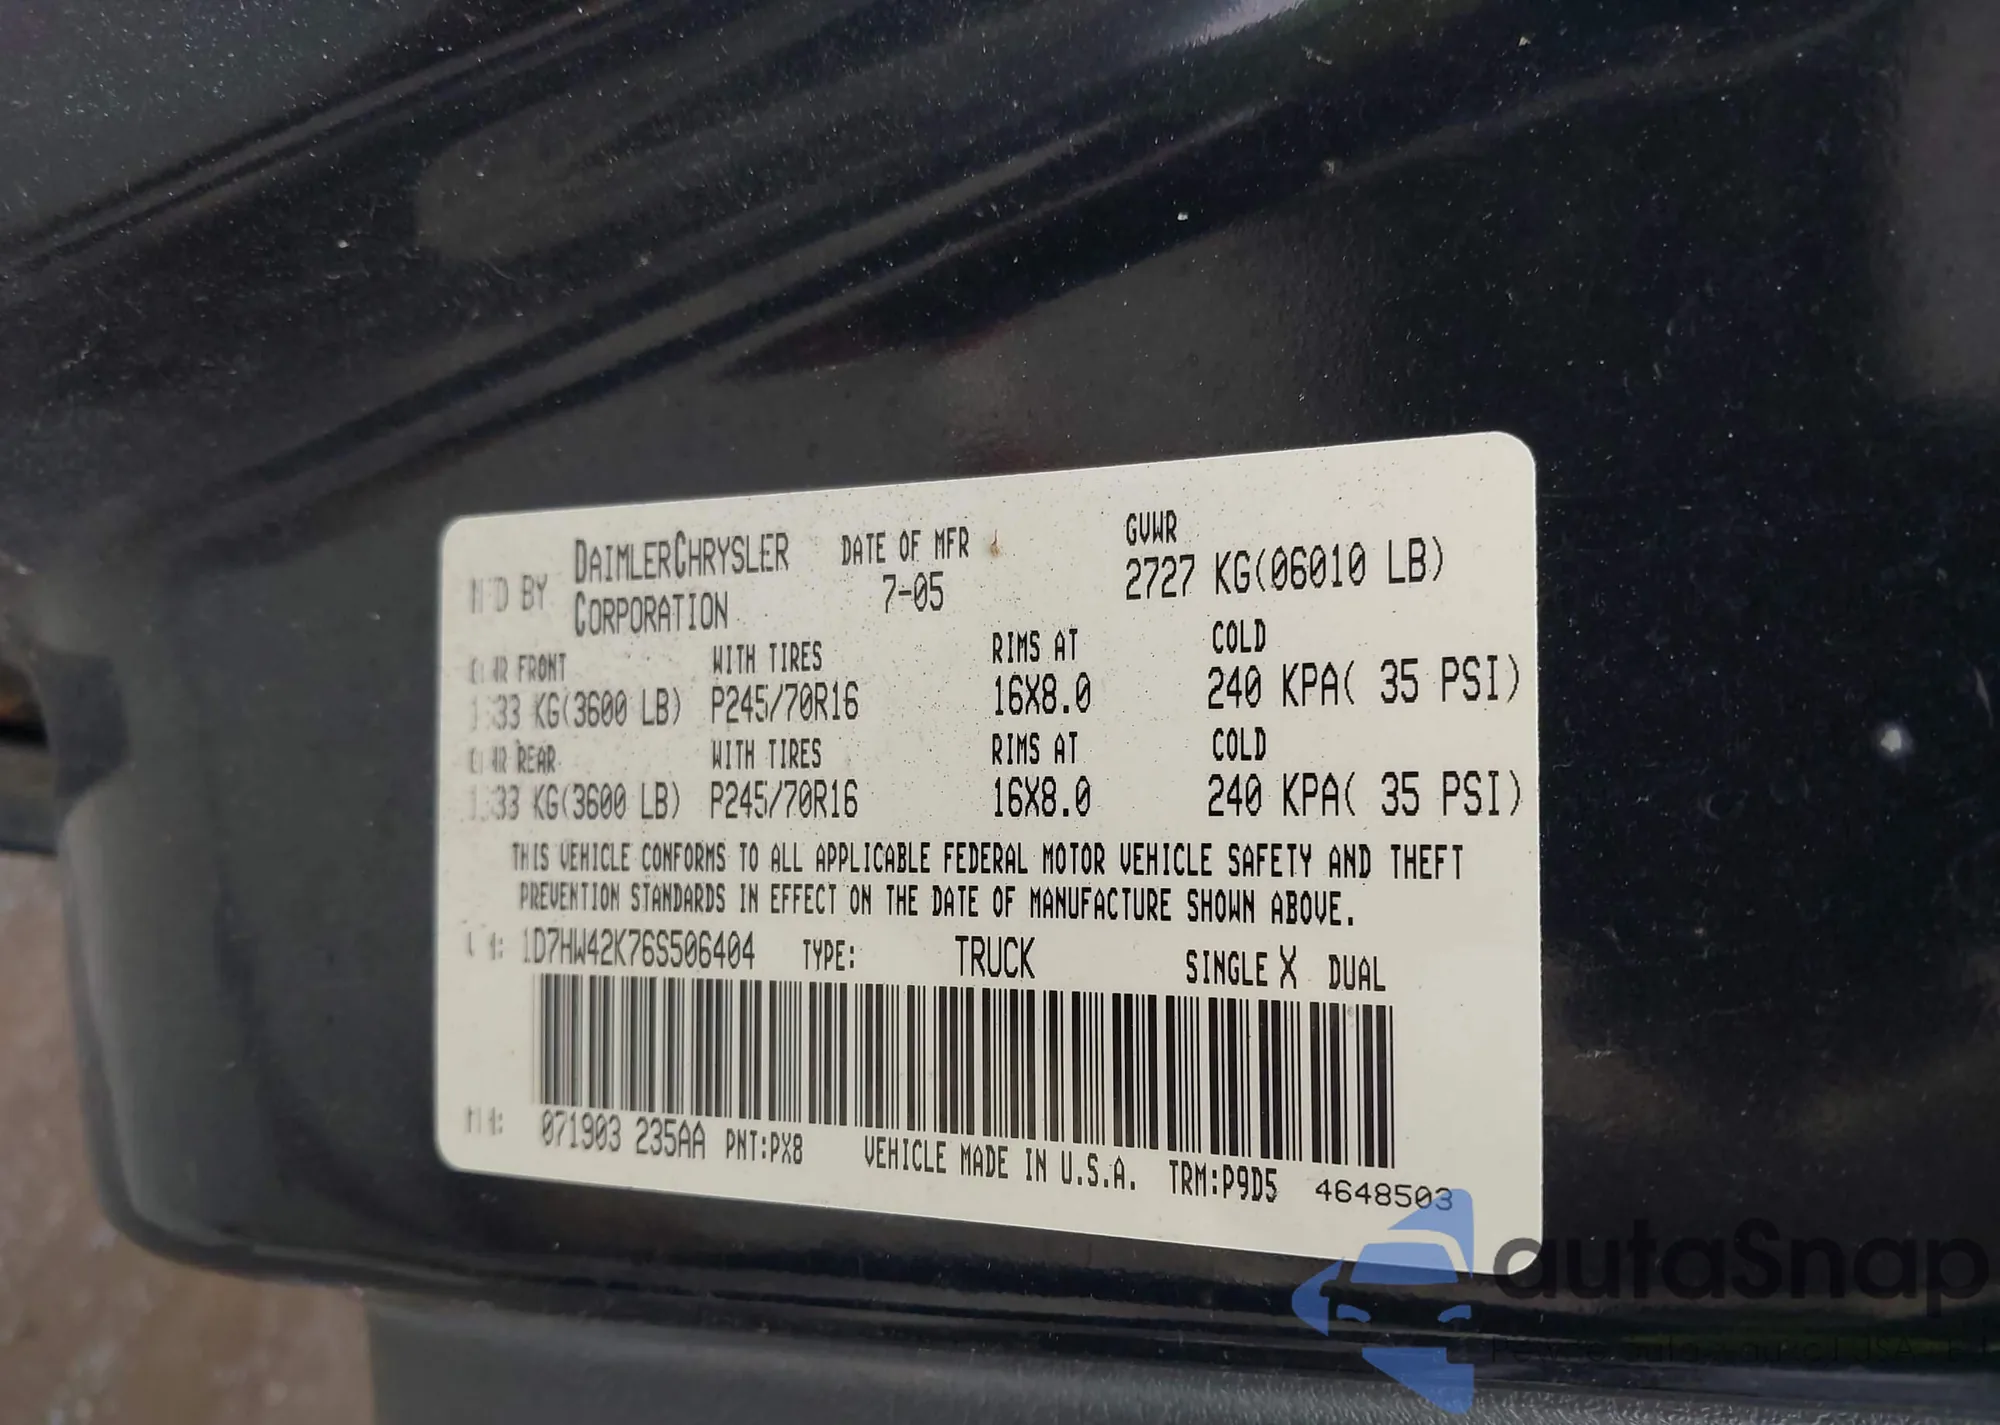 DAIMLERCHRYSLER DATE OF MFR GVWR
BY CORPORATION 7-05 2727 KG(06010 LB)
FRONT WITH TIRES RIMS AT COLD
KG(3600 LB) P245/70R16 16X8.0 240 KPA( 35 PSI)
REAR WITH TIRES RIMS AT COLD
KG(3600 LB) P245/70R16 16X8.0 240 KPA( 35 PSI)
THIS VEHICLE CONFORMS TO ALL APPLICABLE FEDERAL MOTOR VEHICLE SAFETY AND THEFT
PREVENTION STANDARDS IN EFFECT ON THE DATE OF MANUFACTURE SHOWN ABOVE.
1D7HW42K76S506404 TYPE: TRUCK SINGLE X DUAL
071903 235AA PNT:PX8 VEHICLE MADE IN U.S.A. TRM:P9D5 4648503
autaSnap